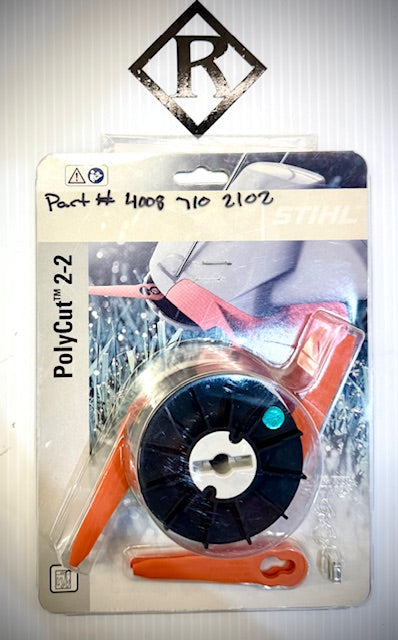 R
Part # 4008 710 2102
STIHL
PolyCut™ 2-2